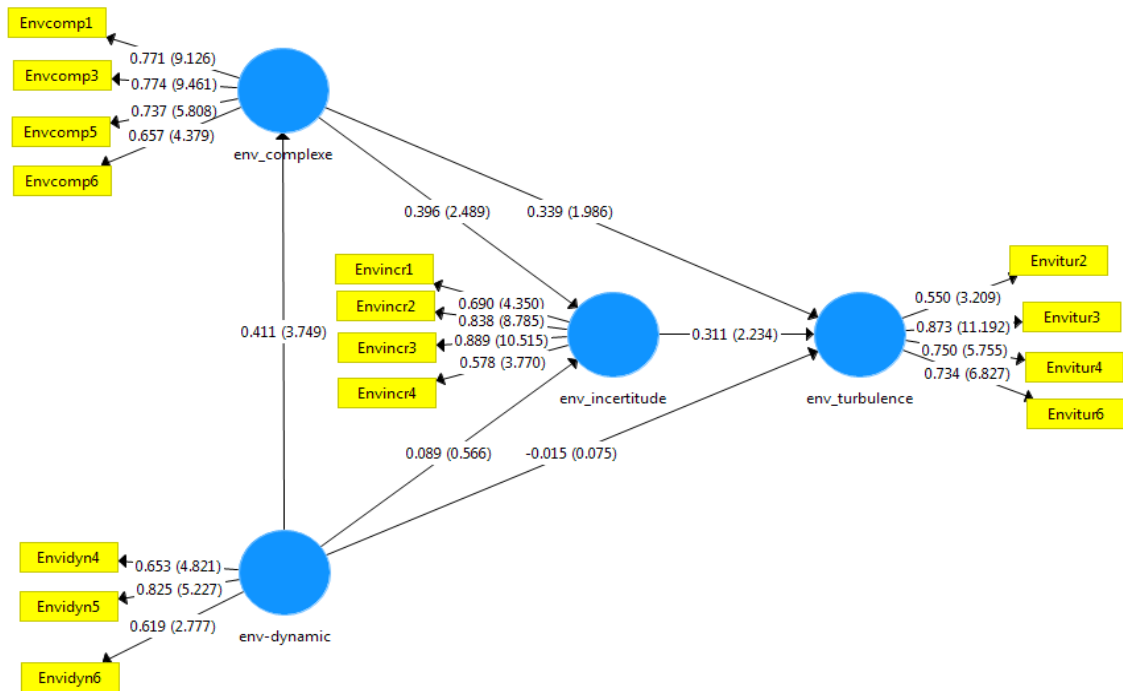 Envcomp1
0.771 (9.126)
Envcomp3
0.774 (9.461)
Envcomp5
0.737 (5.808)
0.657 (4.379)
Envcomp6
env_complexe
0.396 (2.489)
0.339 (1.986)
Envincr1
0.690 (4.350)
Envincr2
0.838 (8.785)
Envincr3
0.889 (10.515)
0.578 (3.770)
Envincr4
env_incertitude
0.411 (3.749)
0.311 (2.234)
Envitur2
0.550 (3.209)
Envitur3
0.873 (11.192)
0.750 (5.755)
Envitur4
0.734 (6.827)
Envitur6
env_turbulence
0.089 (0.566)
-0.015 (0.075)
Envidyn4
0.653 (4.821)
0.825 (5.227)
Envidyn5
0.619 (2.777)
Envidyn6
env-dynamic